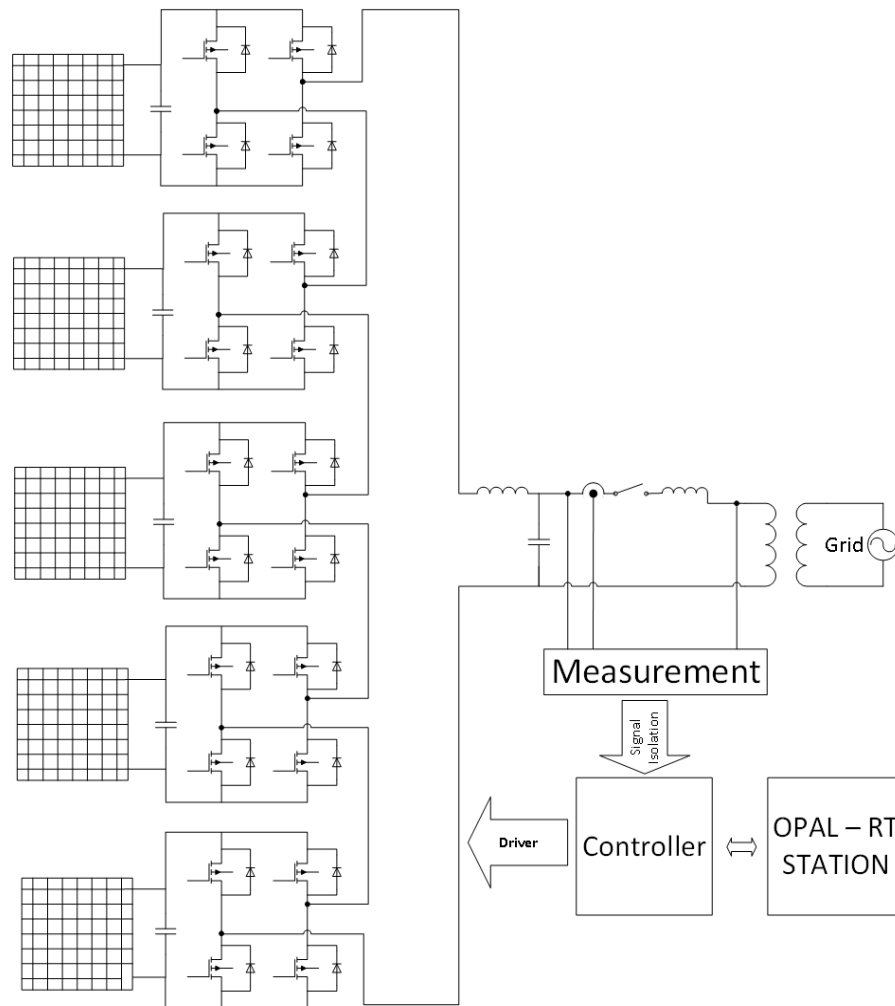 Grid
Measurement
Signal
Isolation
Driver
Controller
OPAL – RT
STATION